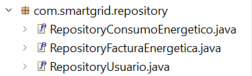 com.smartgrid.repository
RepositoryConsumoEnergetico.java
RepositoryFacturaEnergetica.java
RepositoryUsuario.java